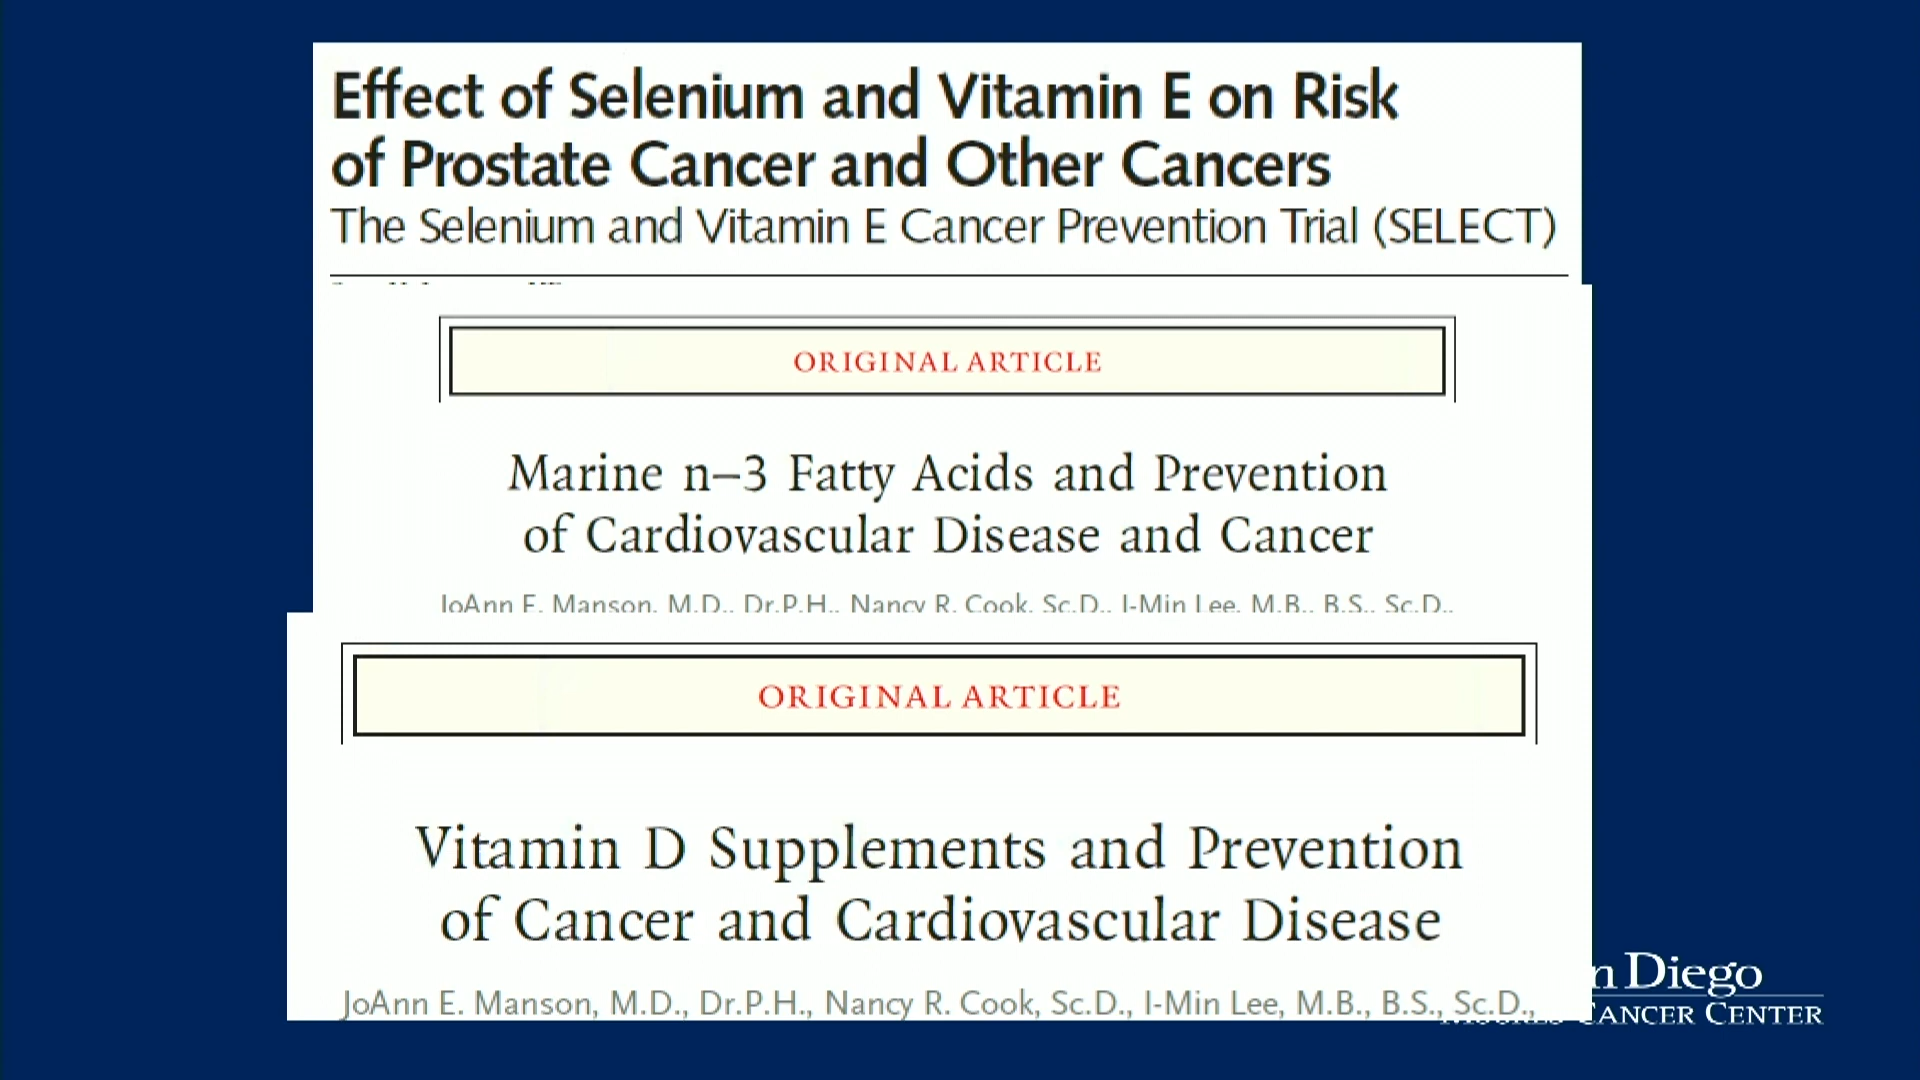 Effect of Selenium and Vitamin E on Risk
of Prostate Cancer and Other Cancers
The Selenium and Vitamin E Cancer Prevention Trial (SELECT)
ORIGINAL ARTICLE
Marine n–3 Fatty Acids and Prevention
of Cardiovascular Disease and Cancer
JoAnn E. Manson, M.D., Dr.P.H., Nancy R. Cook, Sc.D., I-Min Lee, M.B., B.S., Sc.D.,
ORIGINAL ARTICLE
Vitamin D Supplements and Prevention
of Cancer and Cardiovascular Disease
JoAnn E. Manson, M.D., Dr.P.H., Nancy R. Cook, Sc.D., I-Min Lee, M.B., B.S., Sc.D.,
n Diego
CANCER CENTER